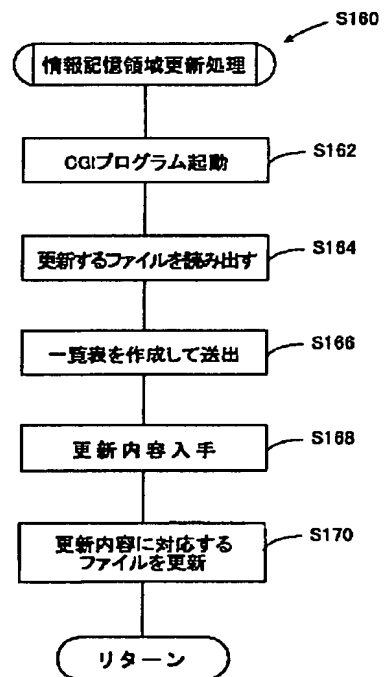 S160
情報記憶領域更新処理
CGIプログラム起動
S162
更新するファイルを読み出す
S164
一覧表を作成して送出
S166
更新内容入手
S168
更新内容に対応する
ファイルを更新
S170
リターン